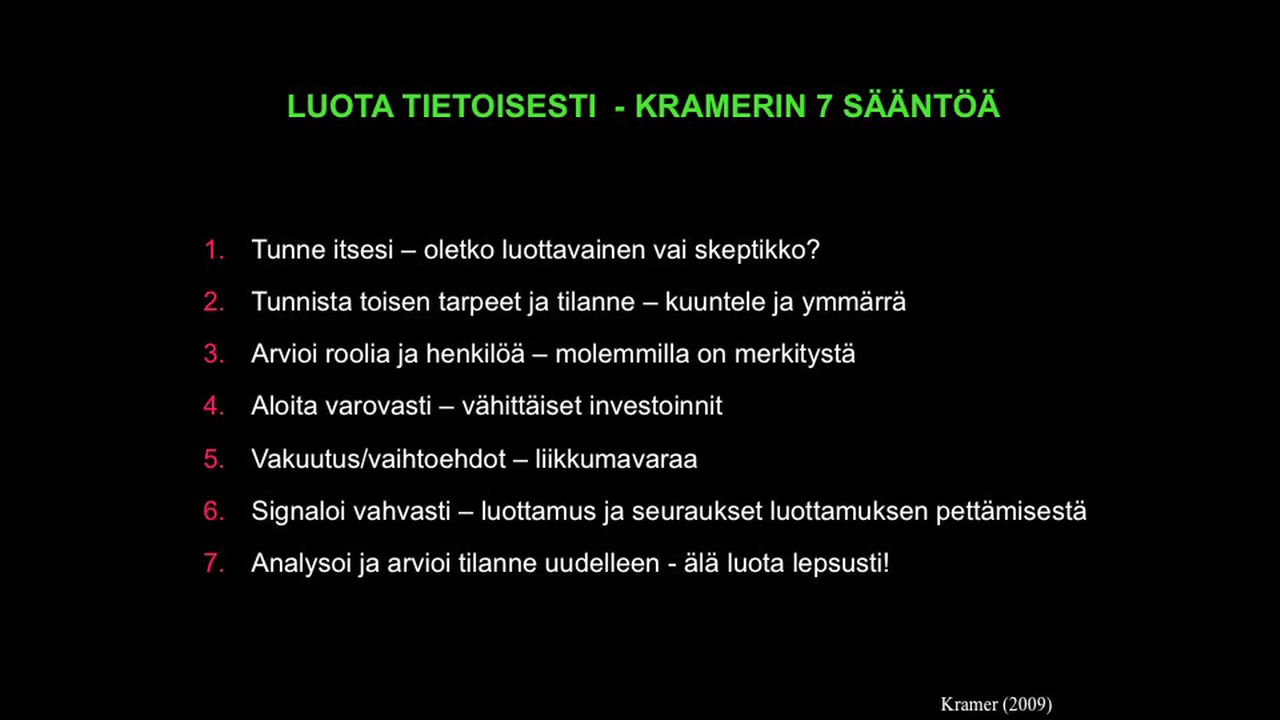 LUOTA TIETOISESTI - KRAMERIN 7 SÄÄNTÖÄ
1. Tunne itsesi – oletko luottavainen vai skeptikko?
2. Tunnista toisen tarpeet ja tilanne – kuuntele ja ymmärrä
3. Arvioi roolia ja henkilöä – molemmilla on merkitystä
4. Aloita varovasti – vähittäiset investoinnit
5. Vakuutus/vaihtoehdot – liikkumavaraa
6. Signaloi vahvasti – luottamus ja seuraukset luottamuksen pettämisestä
7. Analysoi ja arvioi tilanne uudelleen - älä luota lepsusti!
Kramer (2009)